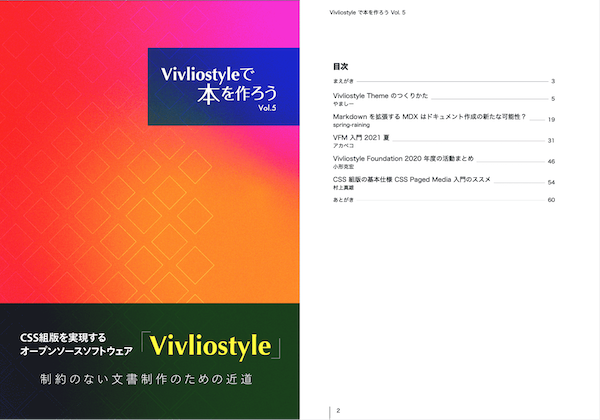 Vivliostyleで
本を作ろう
Vol.5
CSS組版を実現する
オープンソースソフトウェア
「Vivliostyle」
制約のない文書制作のための近道
Vivliostyle で本を作ろう Vol. 5
目次
まえがき 3
Vivliostyle Theme のつくりかた 5
やましー
Markdown を拡張する MDX はドキュメント作成の新たな可能性？ 19
spring-raining
VFM 入門 2021 夏 31
アカベコ
Vivliostyle Foundation 2020 年度の活動まとめ 46
小形克宏
CSS 組版の基本仕様 CSS Paged Media 入門のススメ 54
村上真雄
あとがき 60
2